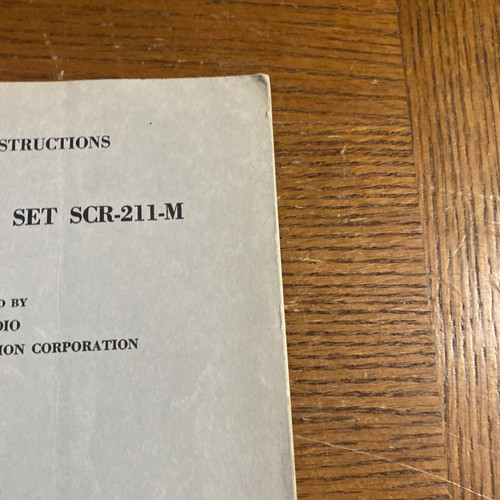 STRUCTIONS
SET SCR-211-M
D BY
DIO
ION CORPORATION